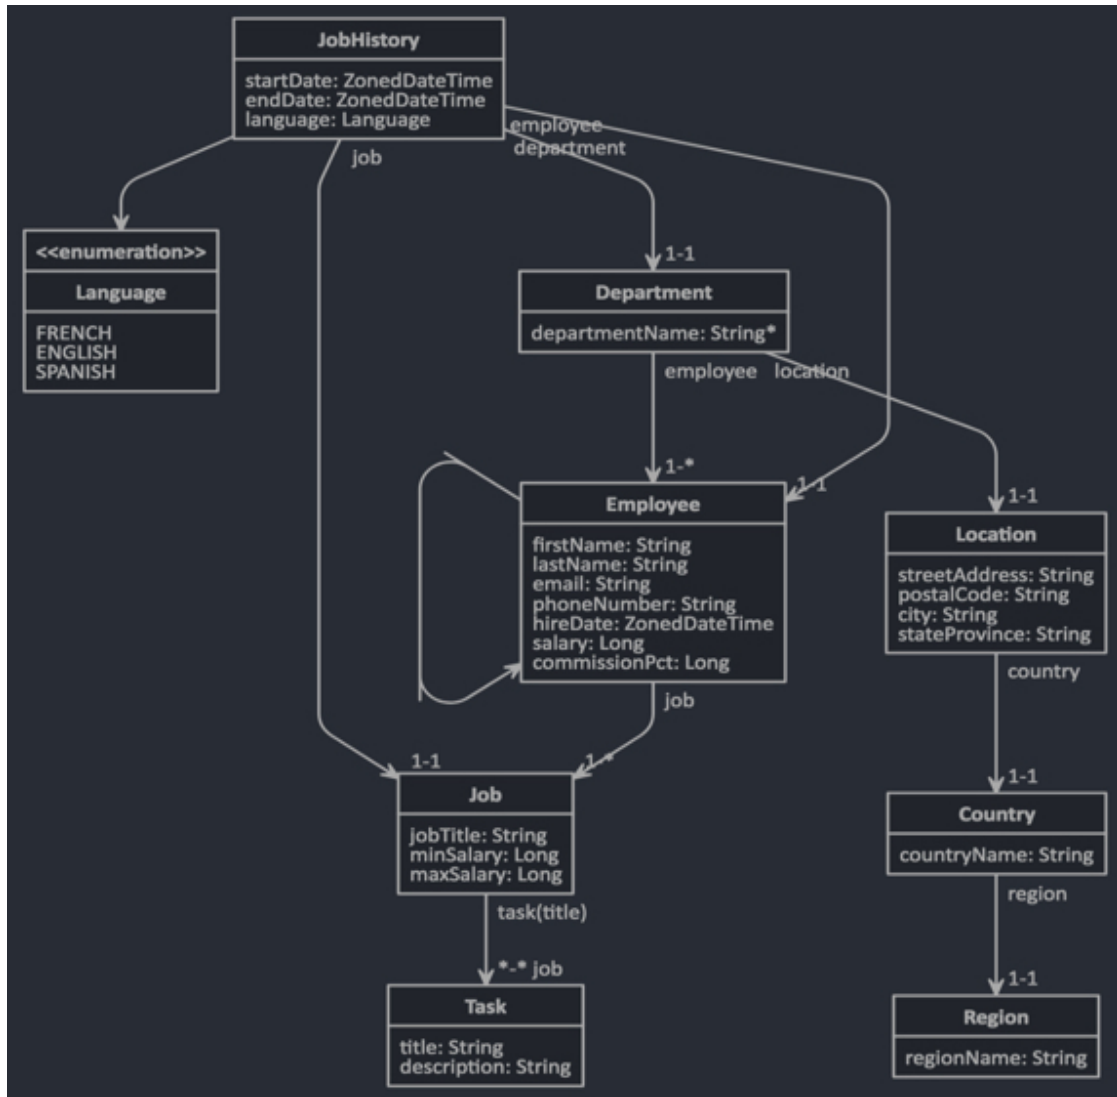 JobHistory
startDate: ZonedDateTime
endDate: ZonedDateTime
language: Language
employee
department
job
<<enumeration>>
Language
FRENCH
ENGLISH
SPANISH
1-1
Department
departmentName: String*
employee
location
1-*
1-1
Employee
firstName: String
lastName: String
email: String
phoneNumber: String
hireDate: ZonedDateTime
salary: Long
commissionPct: Long
1-1
Location
streetAddress: String
postalCode: String
city: String
stateProvince: String
country
job
1-1
1-*
Job
jobTitle: String
minSalary: Long
maxSalary: Long
1-1
Country
countryName: String
region
task(title)
*-* job
Task
title: String
description: String
1-1
Region
regionName: String